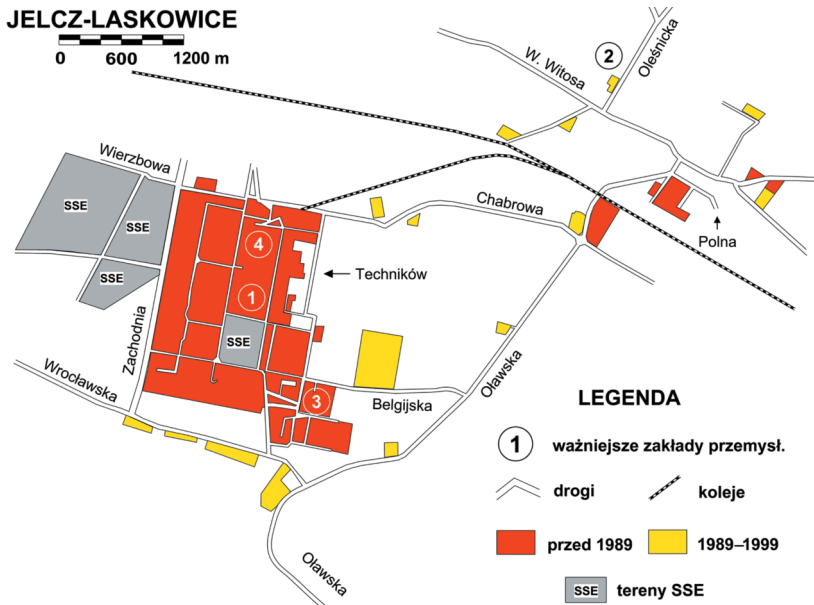 JELCZ-LASKOWICE
0 600 1200 m
W. Witosa
2
Oleśnicka
Wierzbowa
SSE
SSE
SSE
Chabrowa
Polna
4
Techników
1
SSE
Zachodnia
Wrocławska
Oławska
Belgijska
3
Oławska
LEGENDA
1 ważniejsze zakłady przemysł.
drogi koleje
przed 1989 1989–1999
SSE tereny SSE